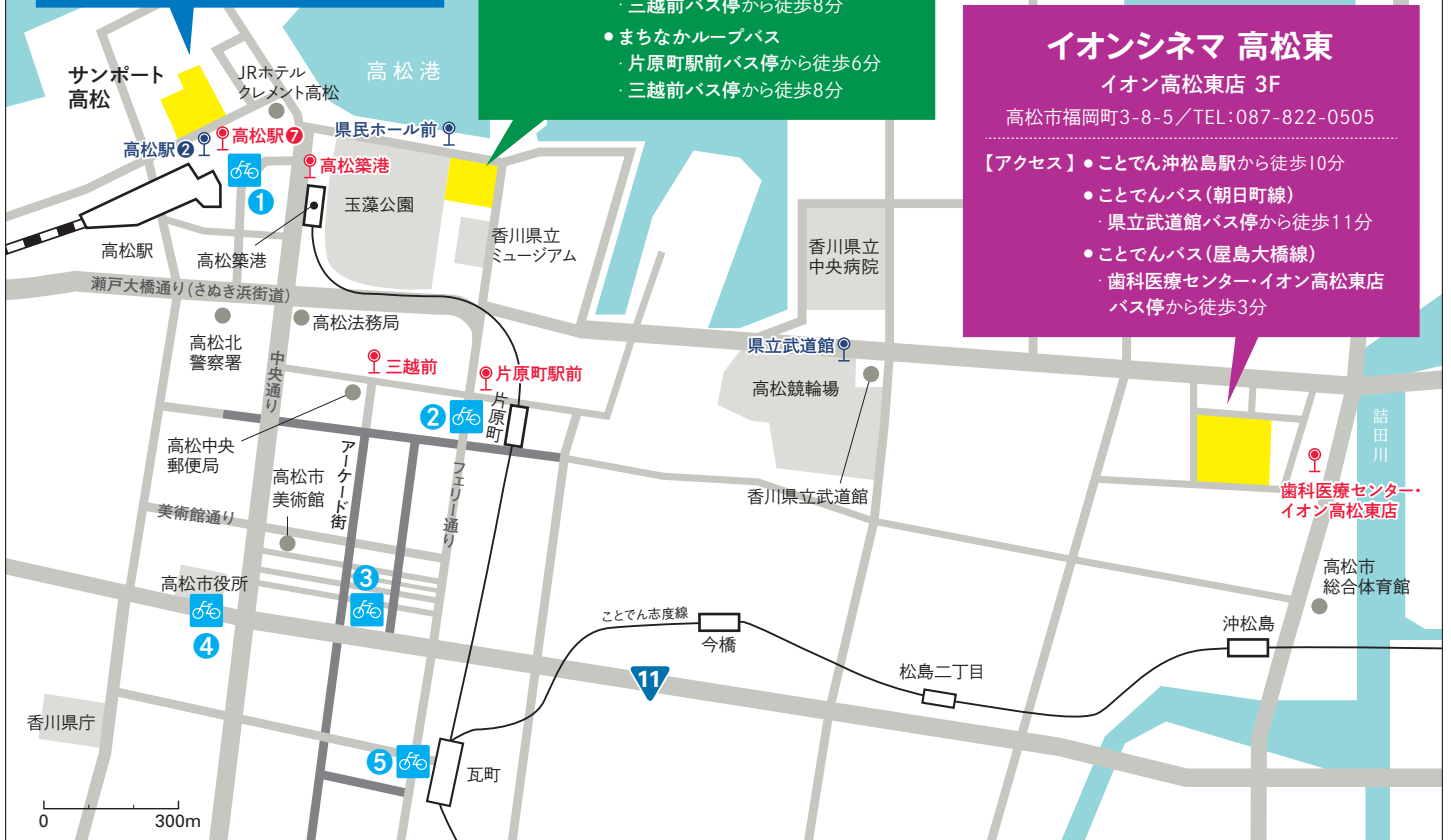 ・三越前バス停から徒歩8分
● まちなかループバス
・片原町駅前バス停から徒歩6分
・三越前バス停から徒歩8分
イオンシネマ 高松東
イオン高松東店 3F
高松市福岡町3-8-5／TEL：087-822-0505
【アクセス】● ことでん沖松島駅から徒歩10分
● ことでんバス（朝日町線）
・県立武道館バス停から徒歩11分
● ことでんバス（屋島大橋線）
・歯科医療センター・イオン高松東店
バス停から徒歩3分
サンポート
高松
JRホテル
クレメント高松
高松港
高松駅❷
高松駅❼
県民ホール前
高松築港
1
玉藻公園
香川県立
ミュージアム
香川県立
中央病院
高松駅
高松築港
瀬戸大橋通り（さぬき浜街道）
高松法務局
高松北
警察署
中央通り
三越前
片原町駅前
県立武道館
高松競輪場
2
片原町
詰田川
高松中央
郵便局
アーケード街
高松市
美術館
フェリー通り
香川県立武道館
歯科医療センター・
イオン高松東店
美術館通り
高松市役所
3
4
高松市
総合体育館
ことでん志度線
今橋
沖松島
松島二丁目
11
香川県庁
5
瓦町
0
300m